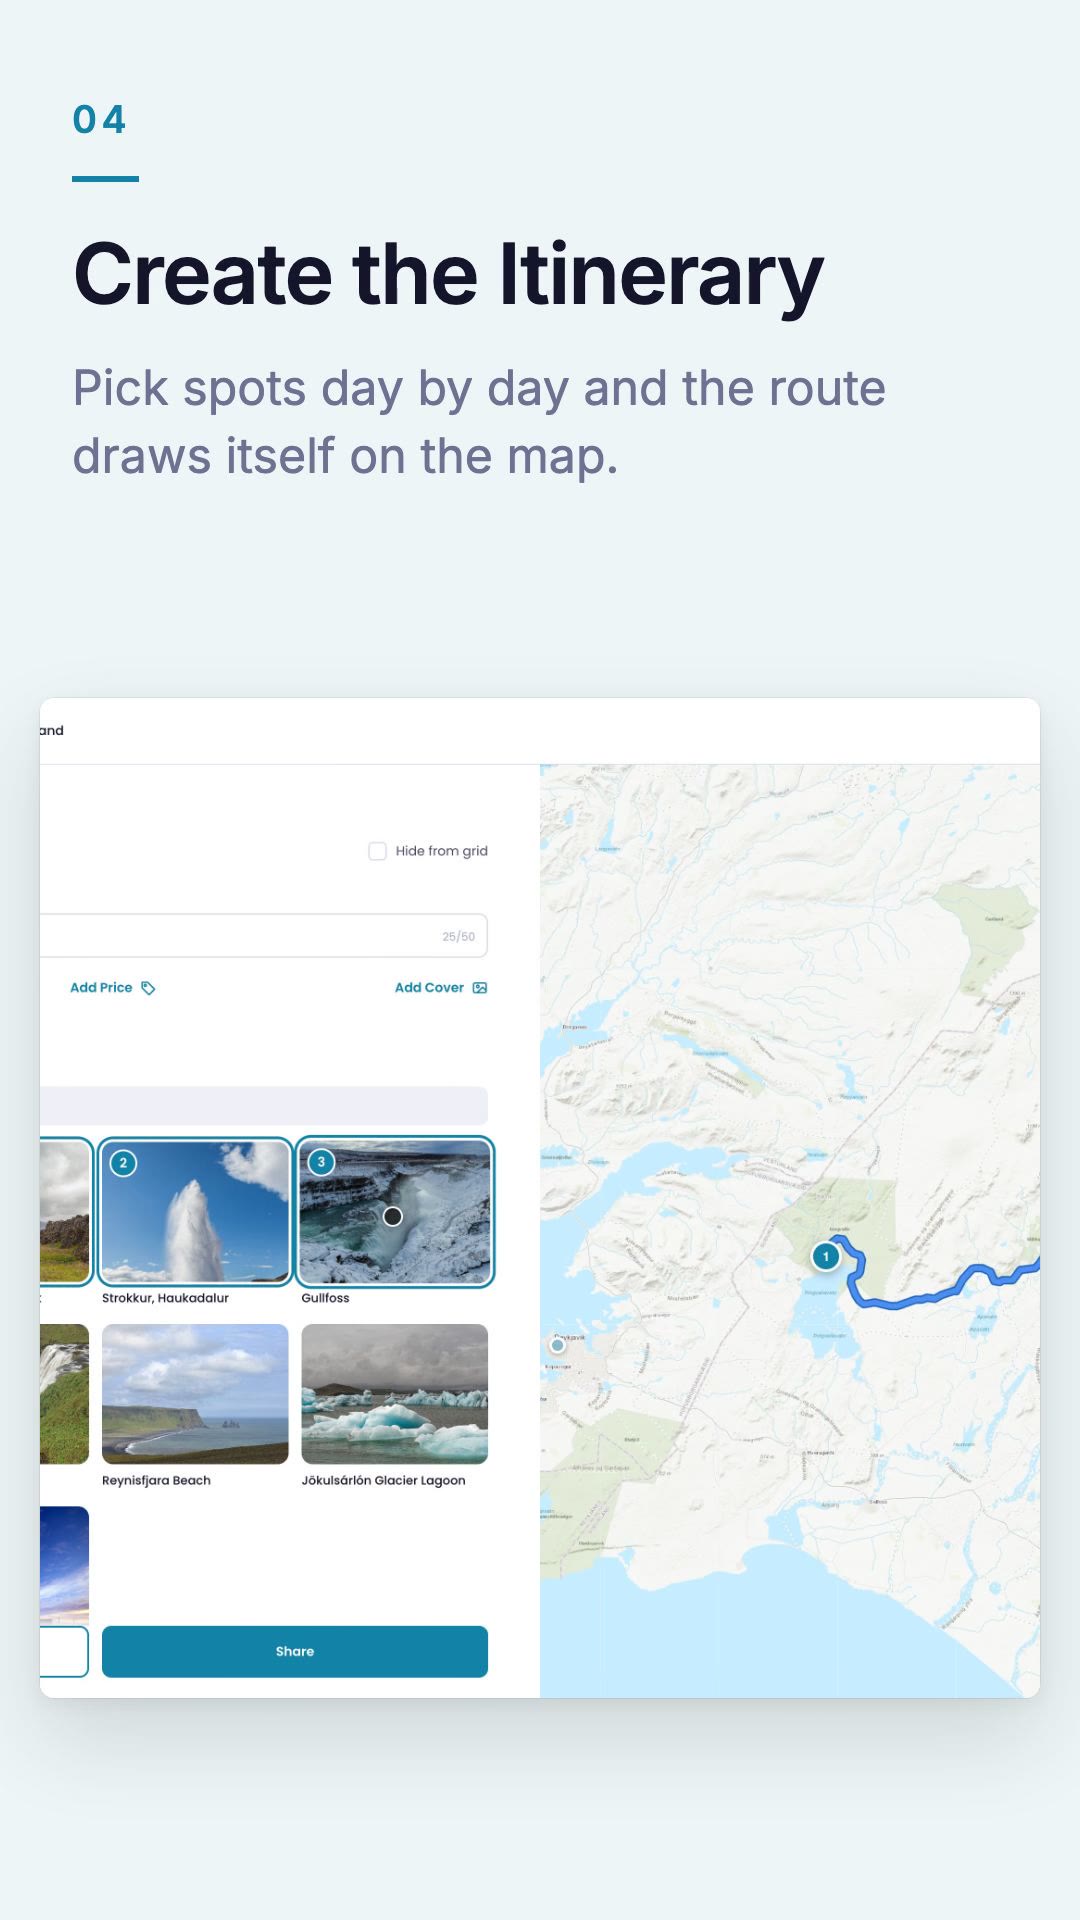 04
Create the Itinerary
Pick spots day by day and the route
draws itself on the map.
and
Hide from grid
25/50
Add Price
Add Cover
2
3
Strokkur, Haukadalur
Gullfoss
Reynisfjara Beach
Jökulsárlón Glacier Lagoon
Share
1